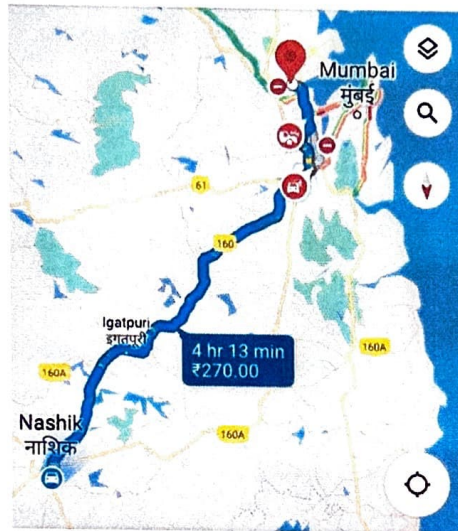 Mumbai
मुंबई
61
160
Igatpuri
इगतपूरी
4 hr 13 min
₹270.00
160A
160A
Nashik
नाशिक
160A